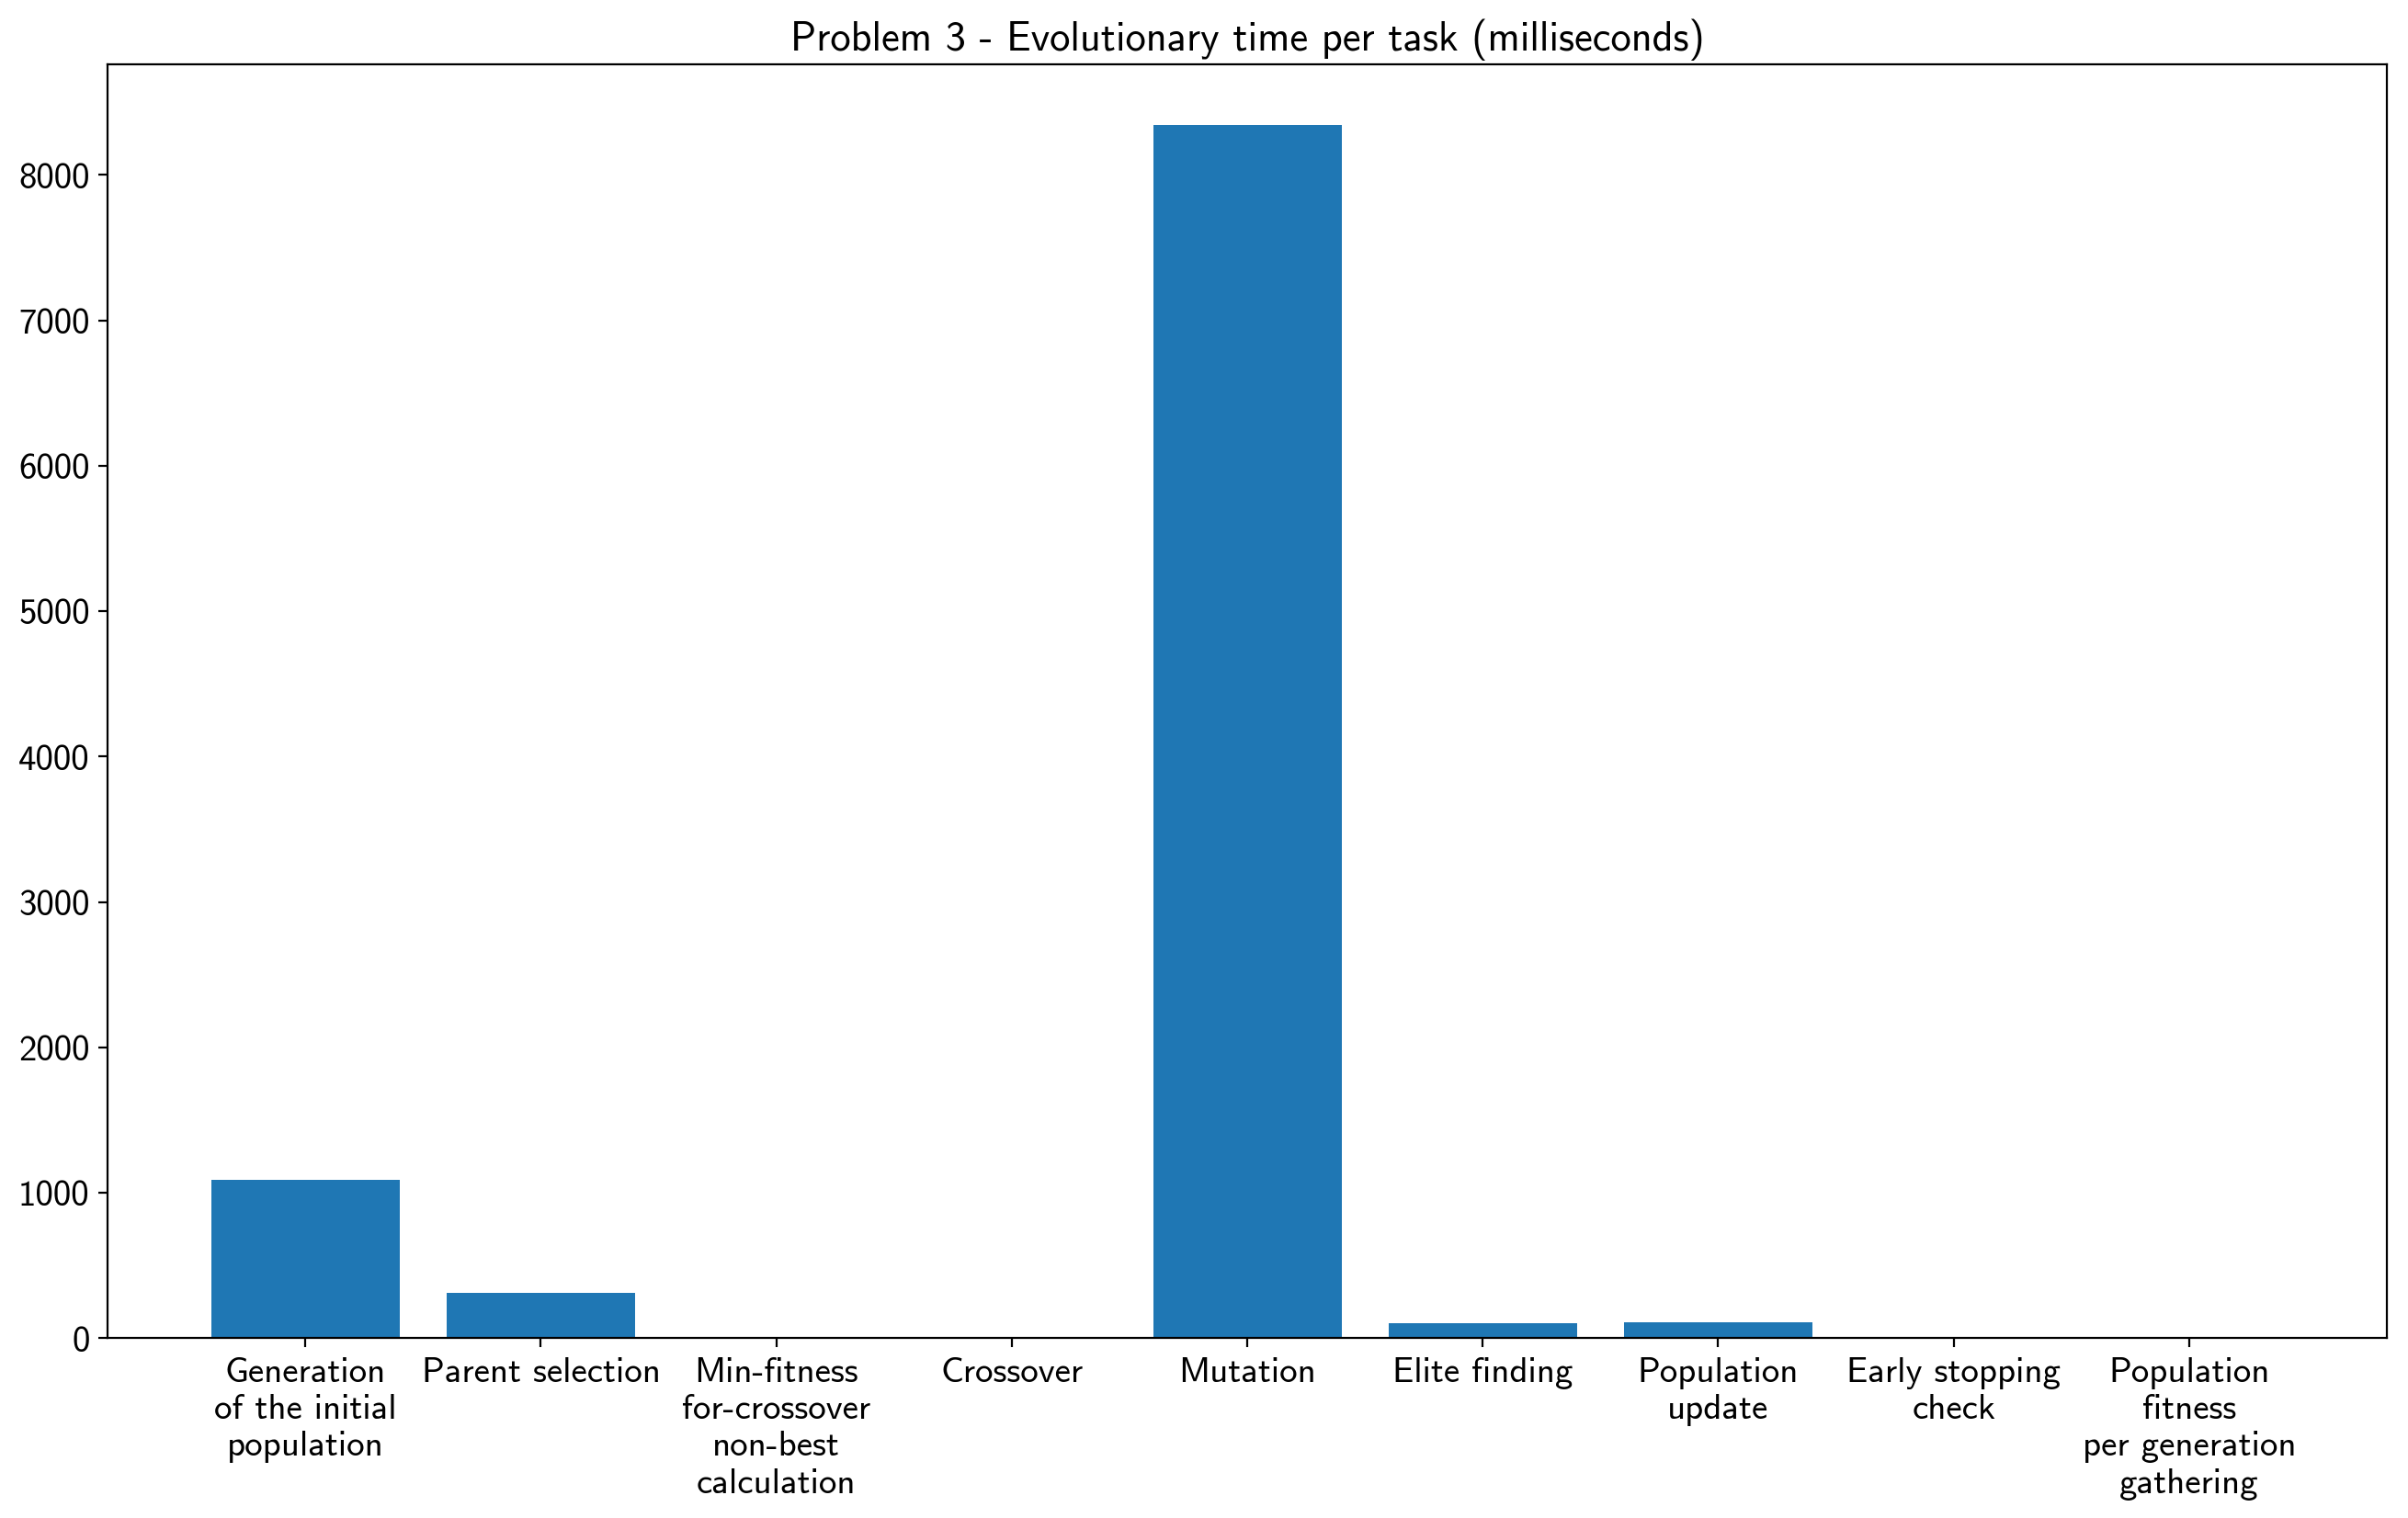 Problem 3 - Evolutionary time per task (milliseconds)
8000
7000
6000
5000
4000
3000
2000
1000
0
Generation
of the initial
population
Parent selection
Min-fitness
for-crossover
non-best
calculation
Crossover
Mutation
Elite finding
Population
update
Early stopping
check
Population
fitness
per generation
gathering